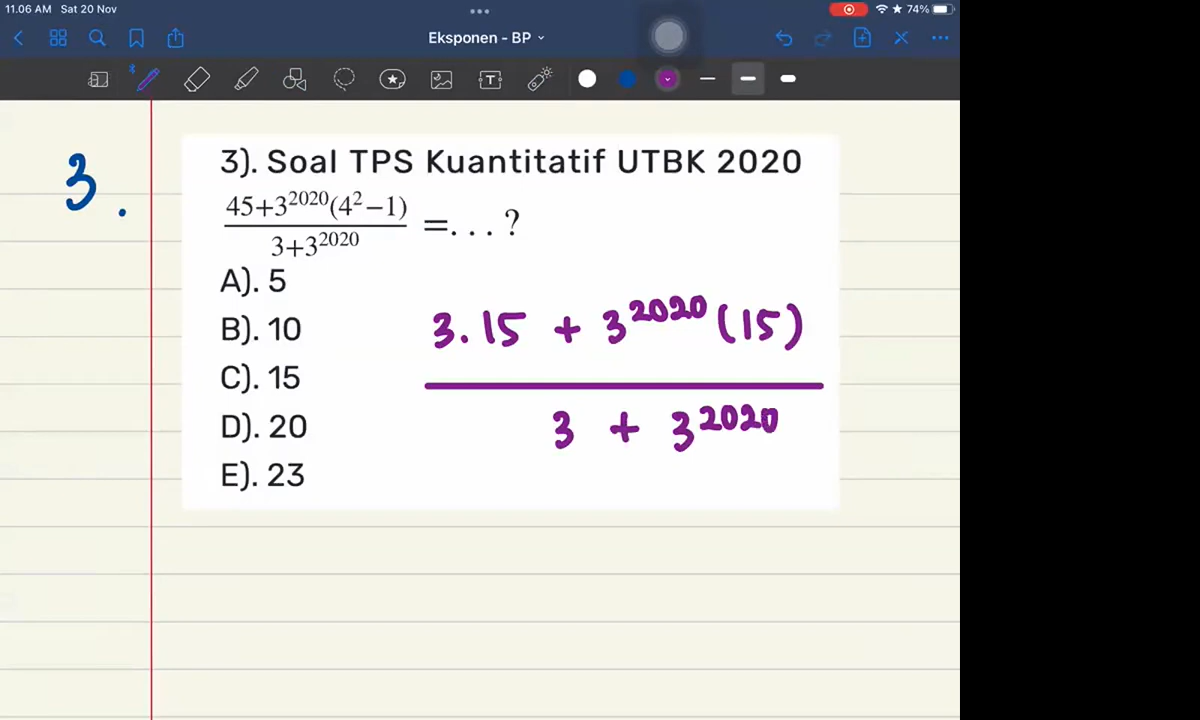 11.06 AM Sat 20 Nov
74%
Eksponen - BP
T
3.
3). Soal TPS Kuantitatif UTBK 2020
45+3^2020(4^2−1)
=. . . ?
3+3^2020
A). 5
B). 10
C). 15
D). 20
E). 23
3.15 + 3^2020 (15)
3 + 3^2020